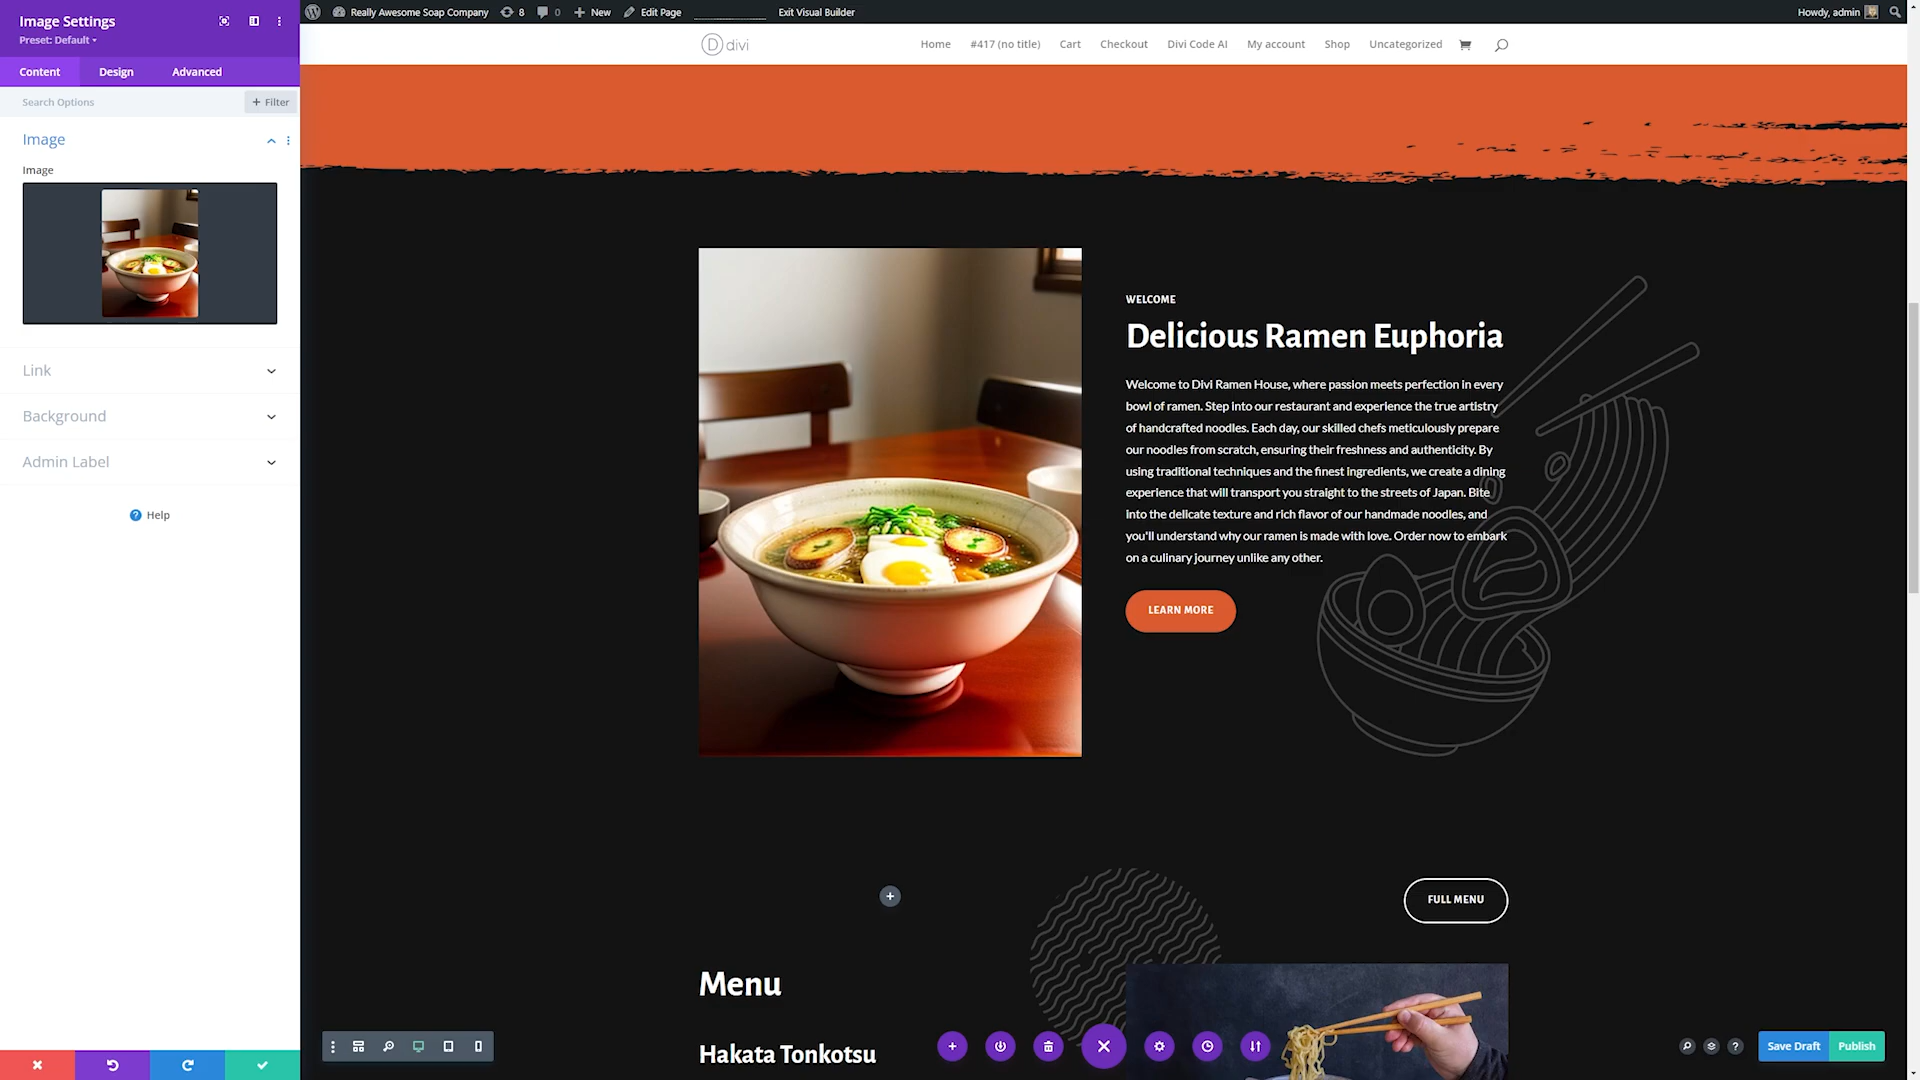 Image Settings
Preset: Default
Content Design Advanced
Search Options
+ Filter
Image
Image
Link
Background
Admin Label
? Help
Really Awesome Soap Company 8 0 + New Edit Page Exit Visual Builder
Howdy, admin
D divi
Home #417 (no title) Cart Checkout Divi Code AI My account Shop Uncategorized
WELCOME
Delicious Ramen Euphoria
Welcome to Divi Ramen House, where passion meets perfection in every
bowl of ramen. Step into our restaurant and experience the true artistry
of handcrafted noodles. Each day, our skilled chefs meticulously prepare
our noodles from scratch, ensuring their freshness and authenticity. By
using traditional techniques and the finest ingredients, we create a dining
experience that will transport you straight to the streets of Japan. Bite
into the delicate texture and rich flavor of our handmade noodles, and
you'll understand why our ramen is made with love. Order now to embark
on a culinary journey unlike any other.
LEARN MORE
FULL MENU
Menu
Hakata Tonkotsu
?
Save Draft Publish